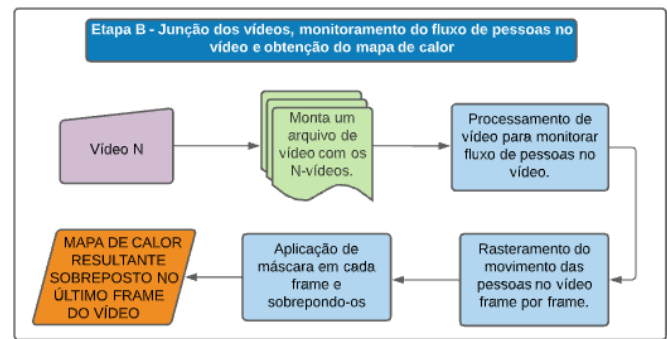 Etapa B - Junção dos vídeos, monitoramento do fluxo de pessoas no
vídeo e obtenção do mapa de calor
Vídeo N
Monta um
arquivo de
vídeo com os
N-vídeos.
Processamento de
vídeo para monitorar
fluxo de pessoas no
vídeo.
Rasteramento do
movimento das
pessoas no vídeo
frame por frame.
Aplicação de
máscara em cada
frame e
sobrepondo-os
MAPA DE CALOR
RESULTANTE
SOBREPOSTO NO
ÚLTIMO FRAME
DO VÍDEO